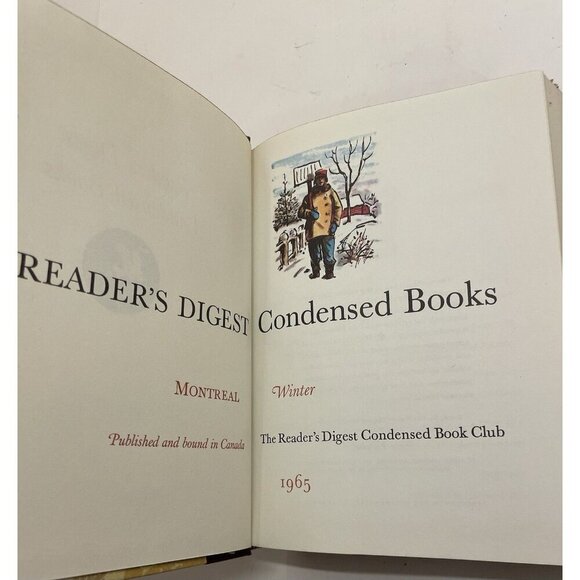 READER'S DIGEST Condensed Books
MONTREAL Winter
Published and bound in Canada The Reader's Digest Condensed Book Club
1965